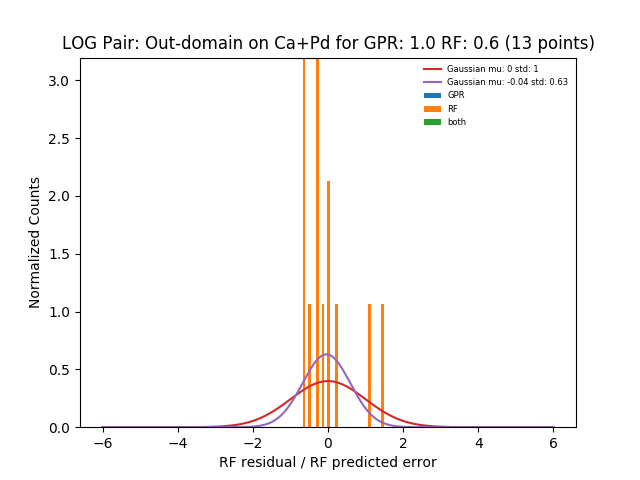 LOG Pair: Out-domain on Ca+Pd for GPR: 1.0 RF: 0.6 (13 points)
Gaussian mu: 0 std: 1
Gaussian mu: -0.04 std: 0.63
GPR
RF
both
Normalized Counts
3.0
2.5
2.0
1.5
1.0
0.5
0.0
−6 −4 −2 0 2 4 6
RF residual / RF predicted error